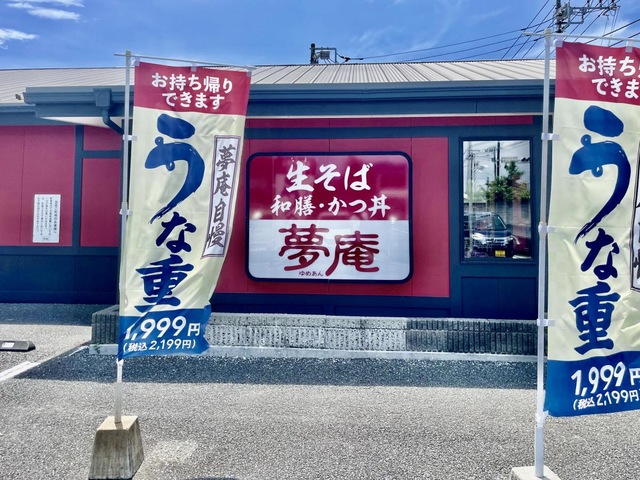 お持ち帰り
できます
夢庵自慢
うな重
1,999円
(税込2,199円)
生そば
和膳・かつ丼
夢庵
ゆめあん
お持ち帰り
できます
うな重
1,999円
(税込2,199円)